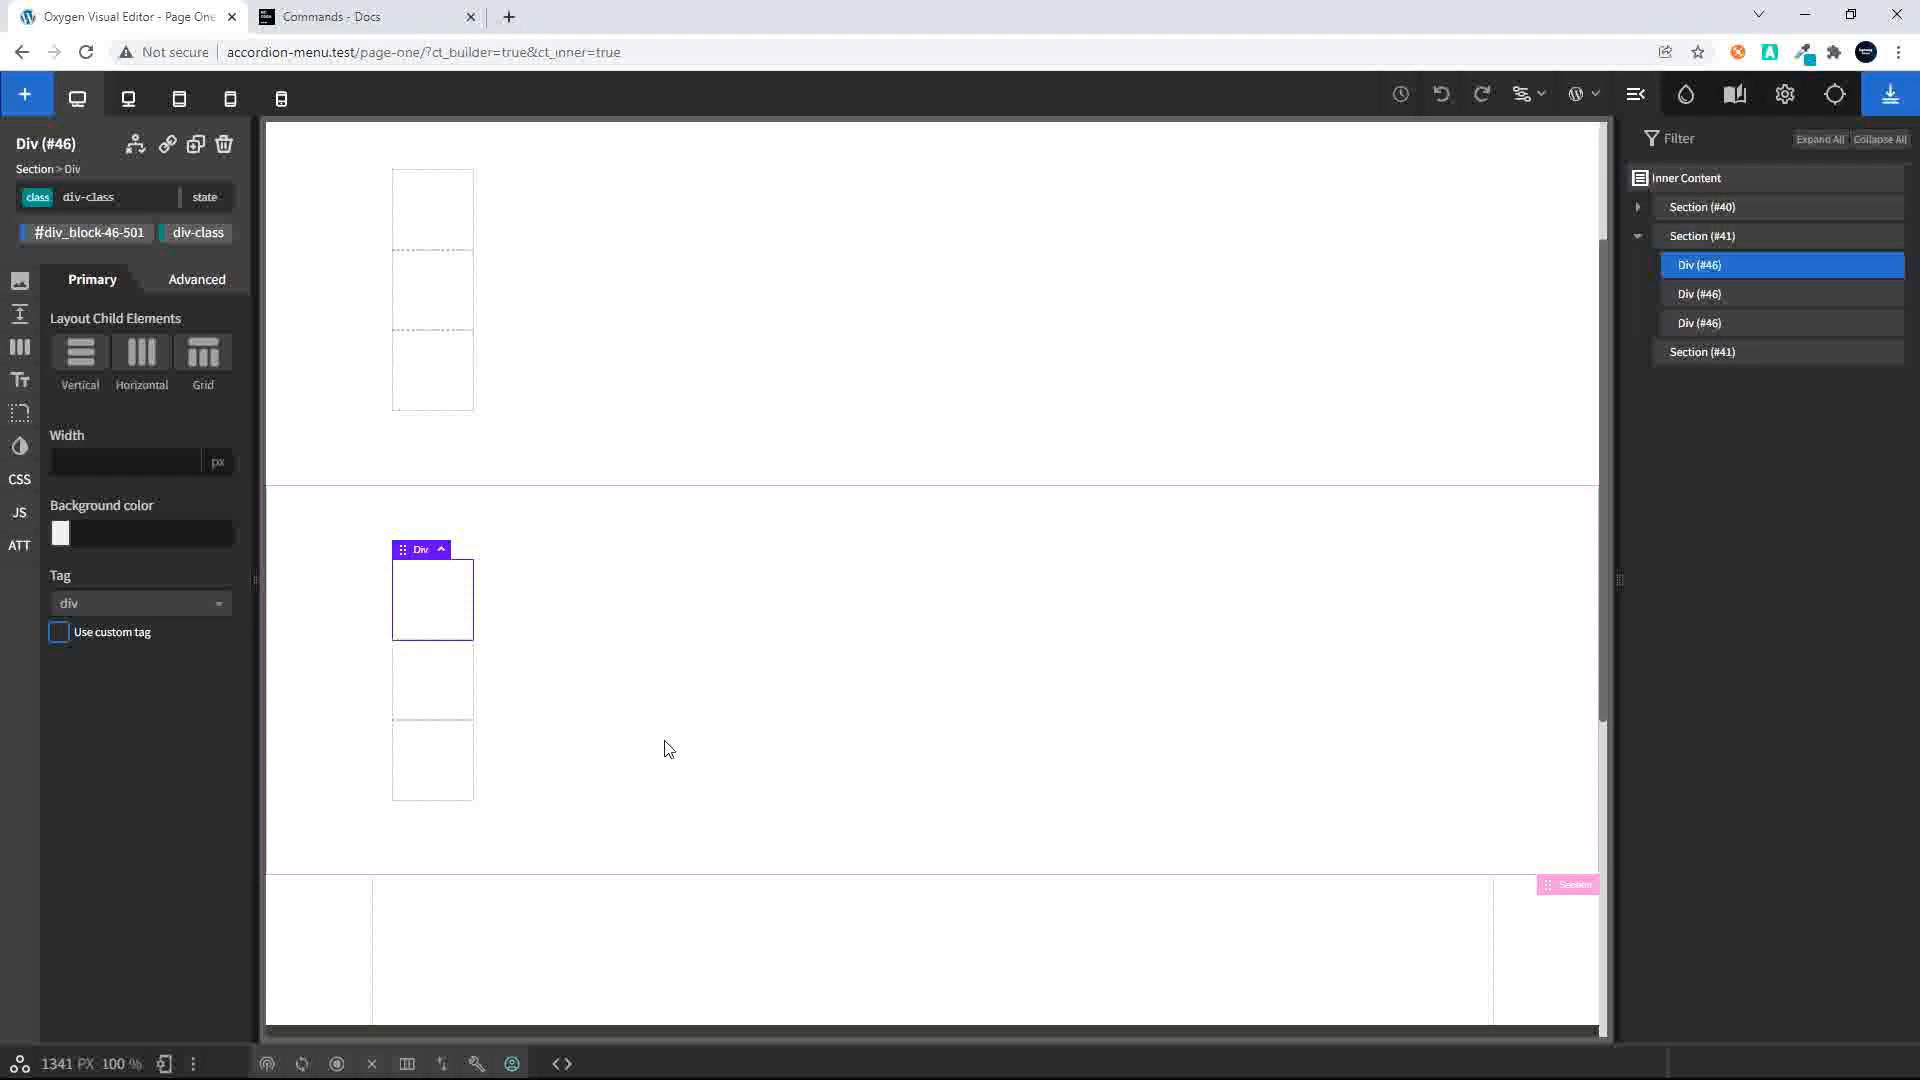 Oxygen Visual Editor - Page One
Commands - Docs
Not secure
accordion-menu.test/page-one/?ct_builder=true&ct_inner=true
Div (#46)
Section > Div
class div-class state
#div_block-46-501 div-class
Primary Advanced
Layout Child Elements
Vertical Horizontal Grid
Width
px
Background color
Tag
div
Use custom tag
Tт
CSS
JS
ATT
Div
Section
Filter Expand All Collapse All
Inner Content
Section (#40)
Section (#41)
Div (#46)
Div (#46)
Div (#46)
Section (#41)
1341 PX 100 %